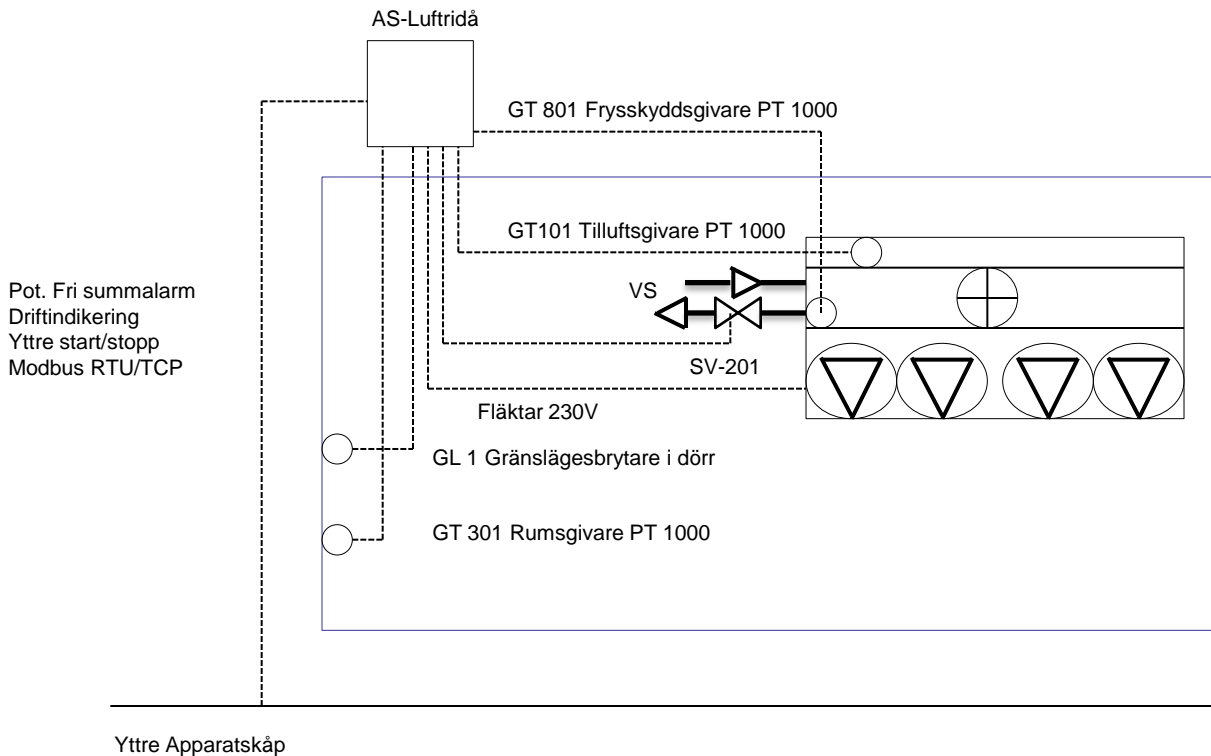 AS-Luftridå
GT 801 Frysskyddsgivare PT 1000
GT101 Tilluftsgivare PT 1000
Pot. Fri summalarm
Driftindikering
Yttre start/stopp
Modbus RTU/TCP
VS
SV-201
Fläktar 230V
GL 1 Gränslägesbrytare i dörr
GT 301 Rumsgivare PT 1000
Yttre Apparatskåp